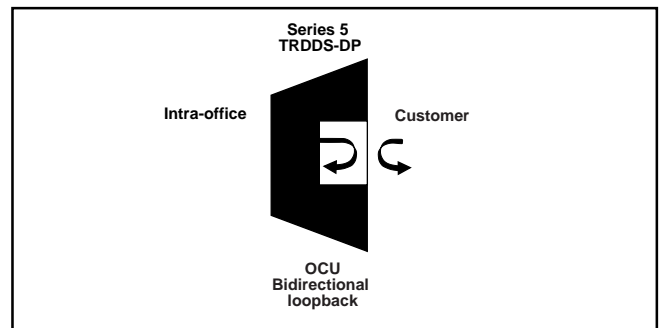 Series 5
TRDDS-DP
Intra-office
Customer
OCU
Bidirectional
loopback